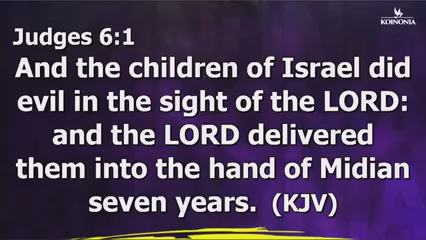 KOINONIA
Judges 6:1
And the children of Israel did
evil in the sight of the LORD:
and the LORD delivered
them into the hand of Midian
seven years. (KJV)